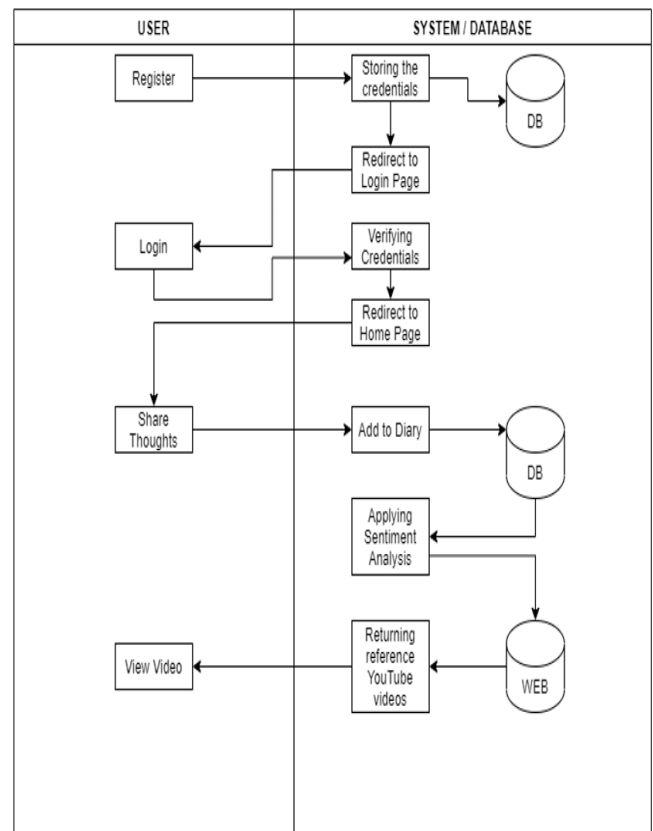 USER
SYSTEM / DATABASE
Register
Storing the
credentials
DB
Redirect to
Login Page
Login
Verifying
Credentials
Redirect to
Home Page
Share
Thoughts
Add to Diary
DB
Applying
Sentiment
Analysis
View Video
Returning
reference
YouTube
videos
WEB